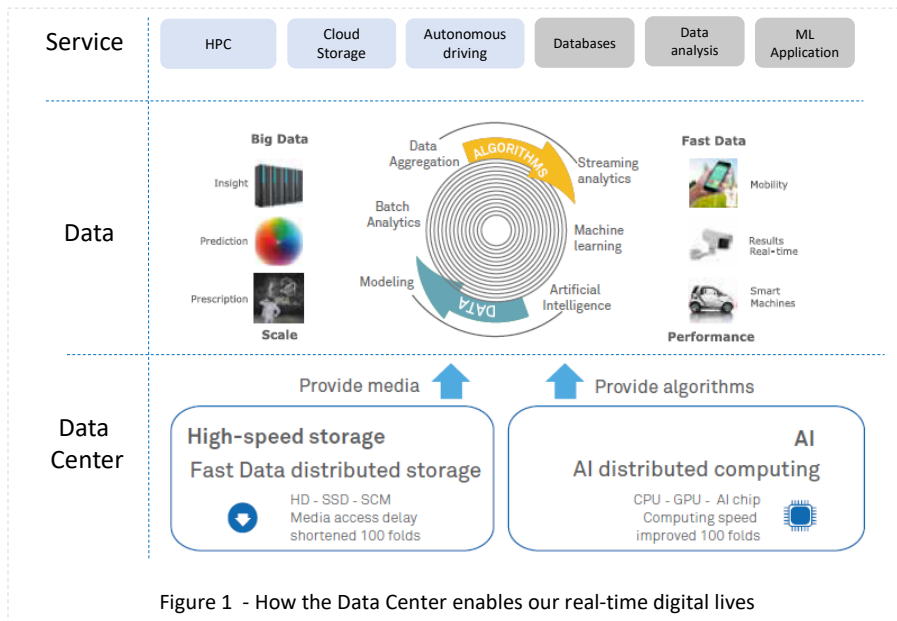 Service
HPC
Cloud
Storage
Autonomous
driving
Databases
Data
analysis
ML
Application
Data
Big Data
Insight
Prediction
Prescription
Scale
Data
Aggregation
Batch
Analytics
Modeling
ALGORITHMS
DATA
Streaming
analytics
Machine
learning
Artificial
Intelligence
Fast Data
Mobility
Results
Real-time
Smart
Machines
Performance
Data
Center
Provide media
Provide algorithms
High-speed storage
Fast Data distributed storage
HD - SSD - SCM
Media access delay
shortened 100 folds
AI
AI distributed computing
CPU - GPU - AI chip
Computing speed
improved 100 folds
Figure 1 - How the Data Center enables our real-time digital lives